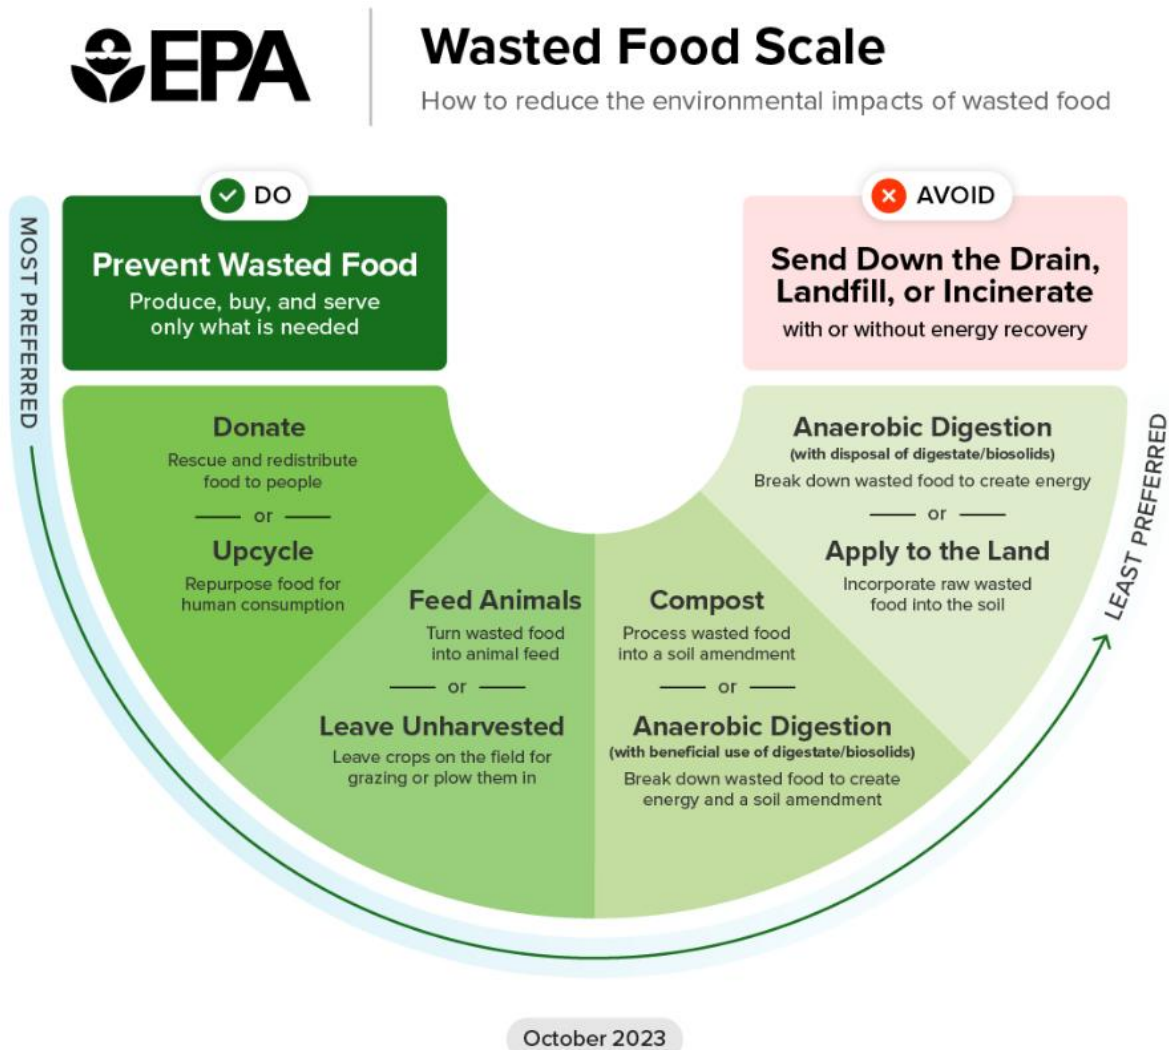 EPA
Wasted Food Scale
How to reduce the environmental impacts of wasted food
MOST PREFERRED
DO
Prevent Wasted Food
Produce, buy, and serve
only what is needed
AVOID
Send Down the Drain,
Landfill, or Incinerate
with or without energy recovery
Donate
Rescue and redistribute
food to people
or
Upcycle
Repurpose food for
human consumption
Feed Animals
Turn wasted food
into animal feed
or
Leave Unharvested
Leave crops on the field for
grazing or plow them in
Compost
Process wasted food
into a soil amendment
or
Anaerobic Digestion
(with beneficial use of digestate/biosolids)
Break down wasted food to create
energy and a soil amendment
Anaerobic Digestion
(with disposal of digestate/biosolids)
Break down wasted food to create energy
or
Apply to the Land
Incorporate raw wasted
food into the soil
LEAST PREFERRED
October 2023